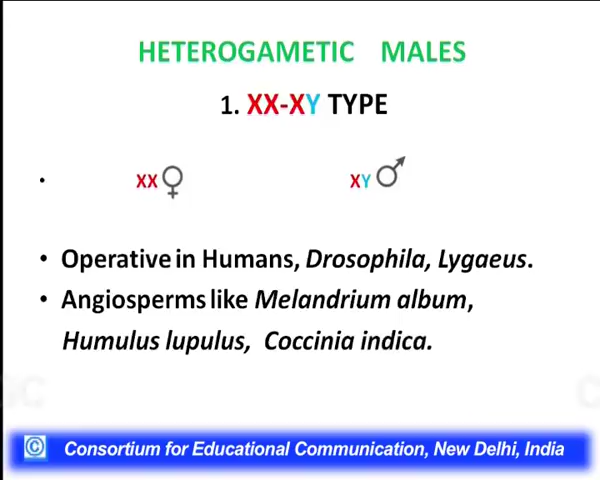 HETEROGAMETIC MALES
1. XX-XY TYPE
• XX♀ XY♂
• Operative in Humans, Drosophila, Lygaeus.
• Angiosperms like Melandrium album,
Humulus lupulus, Coccinia indica.
© Consortium for Educational Communication, New Delhi, India